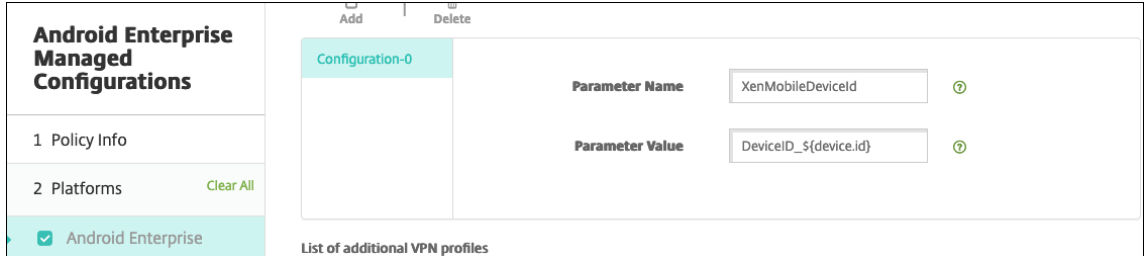 Add
Delete
Android Enterprise
Managed
Configurations
1 Policy Info
2 Platforms
Clear All
Android Enterprise
Configuration-0
Parameter Name
XenMobileDeviceId
Parameter Value
DeviceID_${device.id}
List of additional VPN profiles